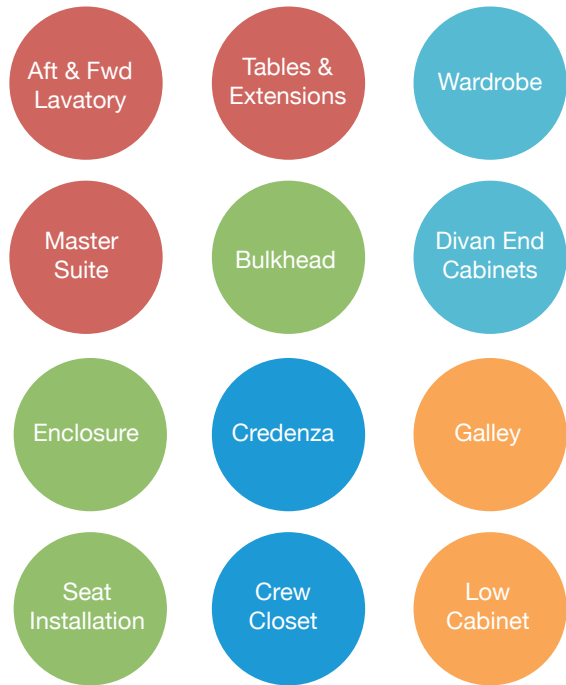 Aft & Fwd
Lavatory
Tables &
Extensions
Wardrobe
Master
Suite
Bulkhead
Divan End
Cabinets
Enclosure
Credenza
Galley
Seat
Installation
Crew
Closet
Low
Cabinet